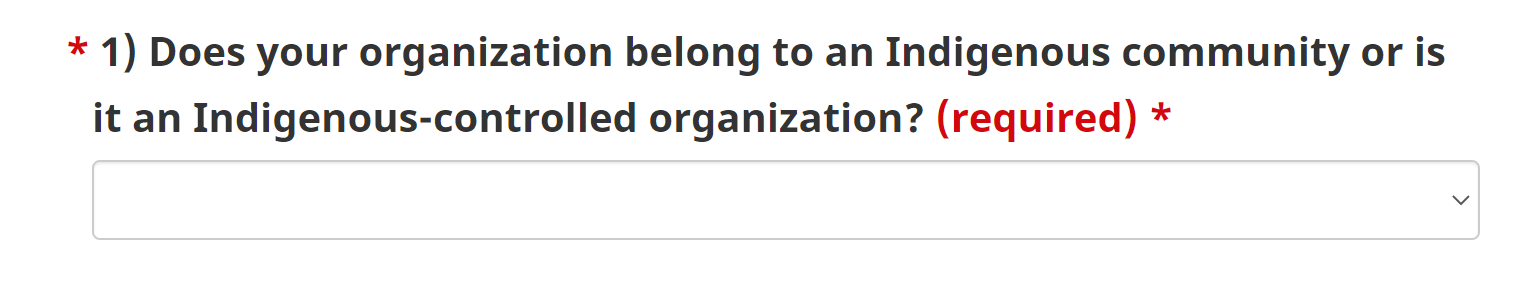 * 1) Does your organization belong to an Indigenous community or is
it an Indigenous-controlled organization? (required) *